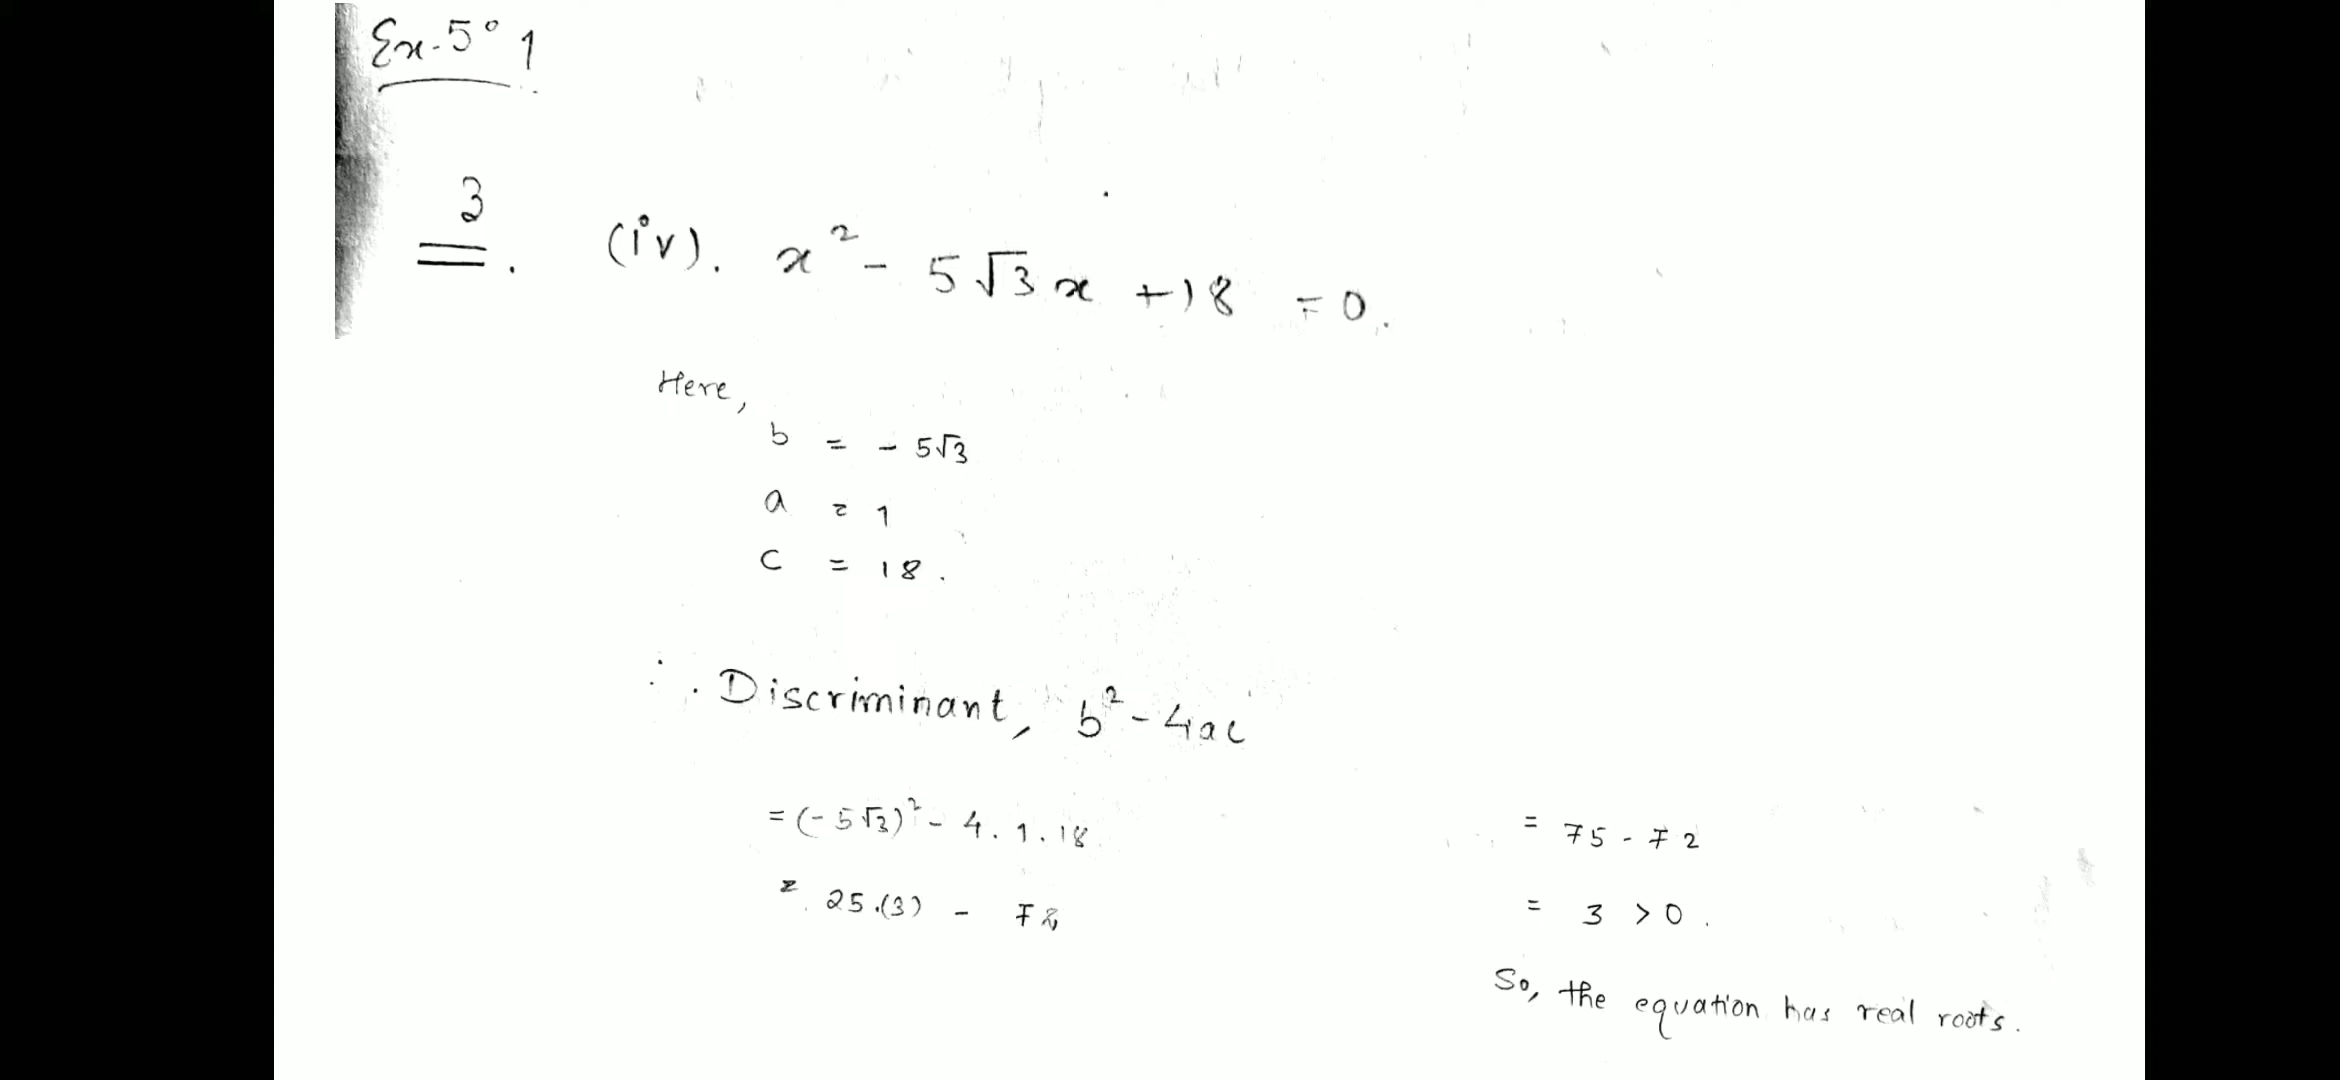 Ex-5.1
3. (iv). x² - 5√3x +18 = 0.
Here,
b = - 5√3
a = 1
c = 18.
∴ Discriminant, b²-4ac
= (-5√3)² - 4.1.18
= 25.(3) - 72
= 75 - 72
= 3 > 0.
So, the equation has real roots.